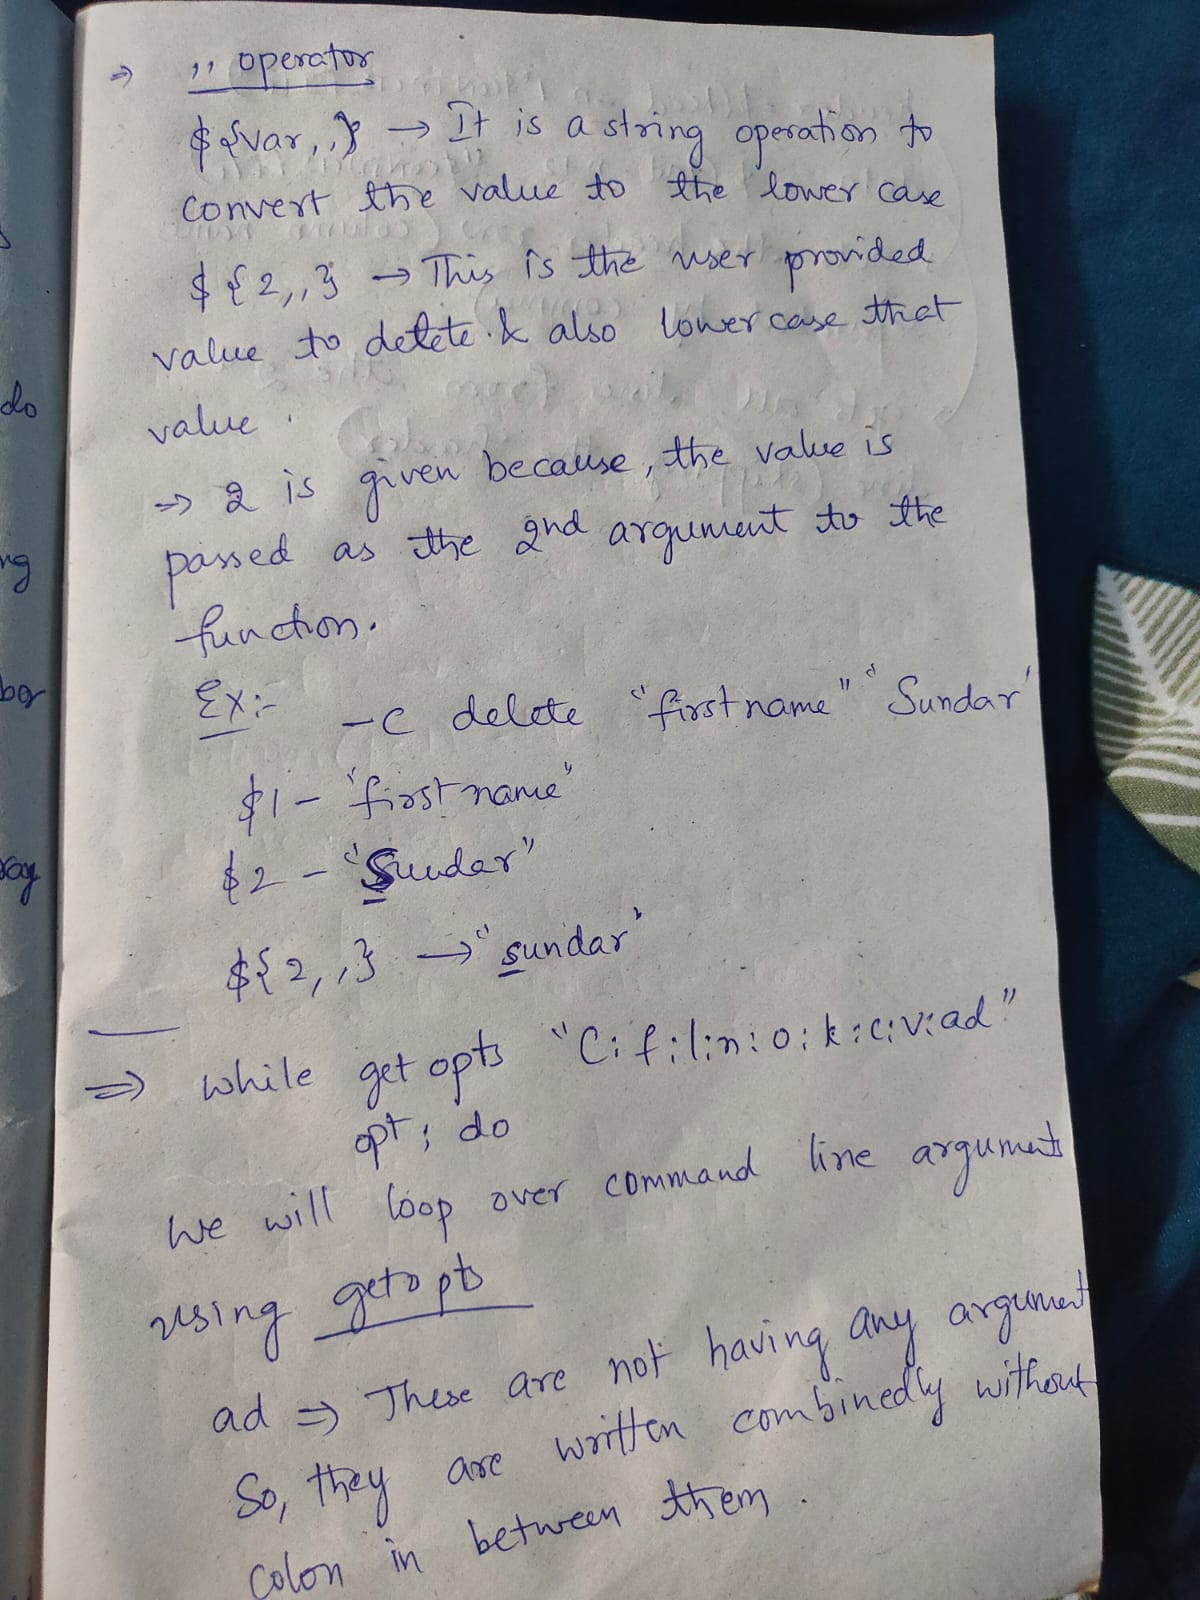 ⇒ ,, operator
${var,,} → It is a string operation to
convert the value to the lower case
${2,,} → This is the user provided
value to delete. & also lower case that
value.
⇒ 2 is given because, the value is
passed as the 2nd argument to the
function.
Ex:- -C delete "firstname" "Sundar"
$1 - "firstname"
$2 - "Sundar"
${2,,} → "sundar"
⇒ while getopts "C:f:l:n:o:k:c:v:ad"
opt; do
We will loop over command line arguments
using getopts
ad ⇒ These are not having any argument
So, they are written combinedly without
colon in between them.
do
ng